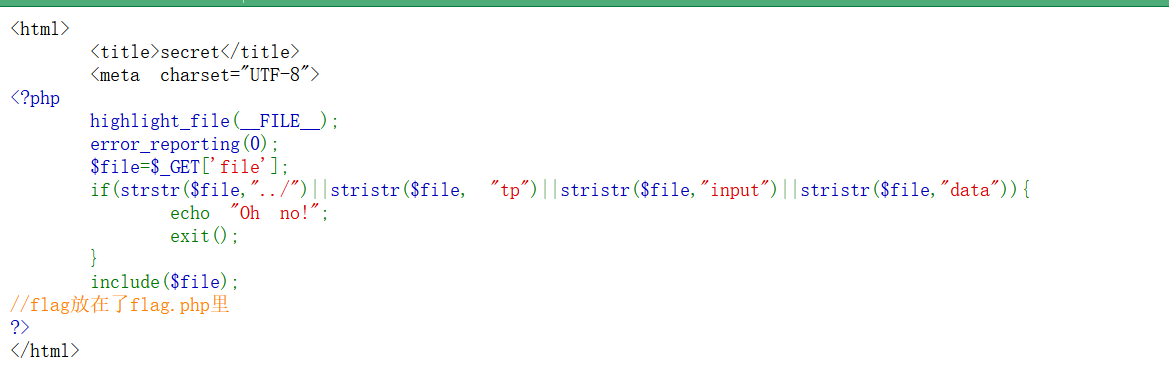 <html>
<title>secret</title>
<meta charset="UTF-8">
<?php
highlight_file(__FILE__);
error_reporting(0);
$file=$_GET['file'];
if(strstr($file,"../")||stristr($file, "tp")||stristr($file,"input")||stristr($file,"data")){
echo "Oh no!";
exit();
}
include($file);
//flag放在了flag.php里
?>
</html>